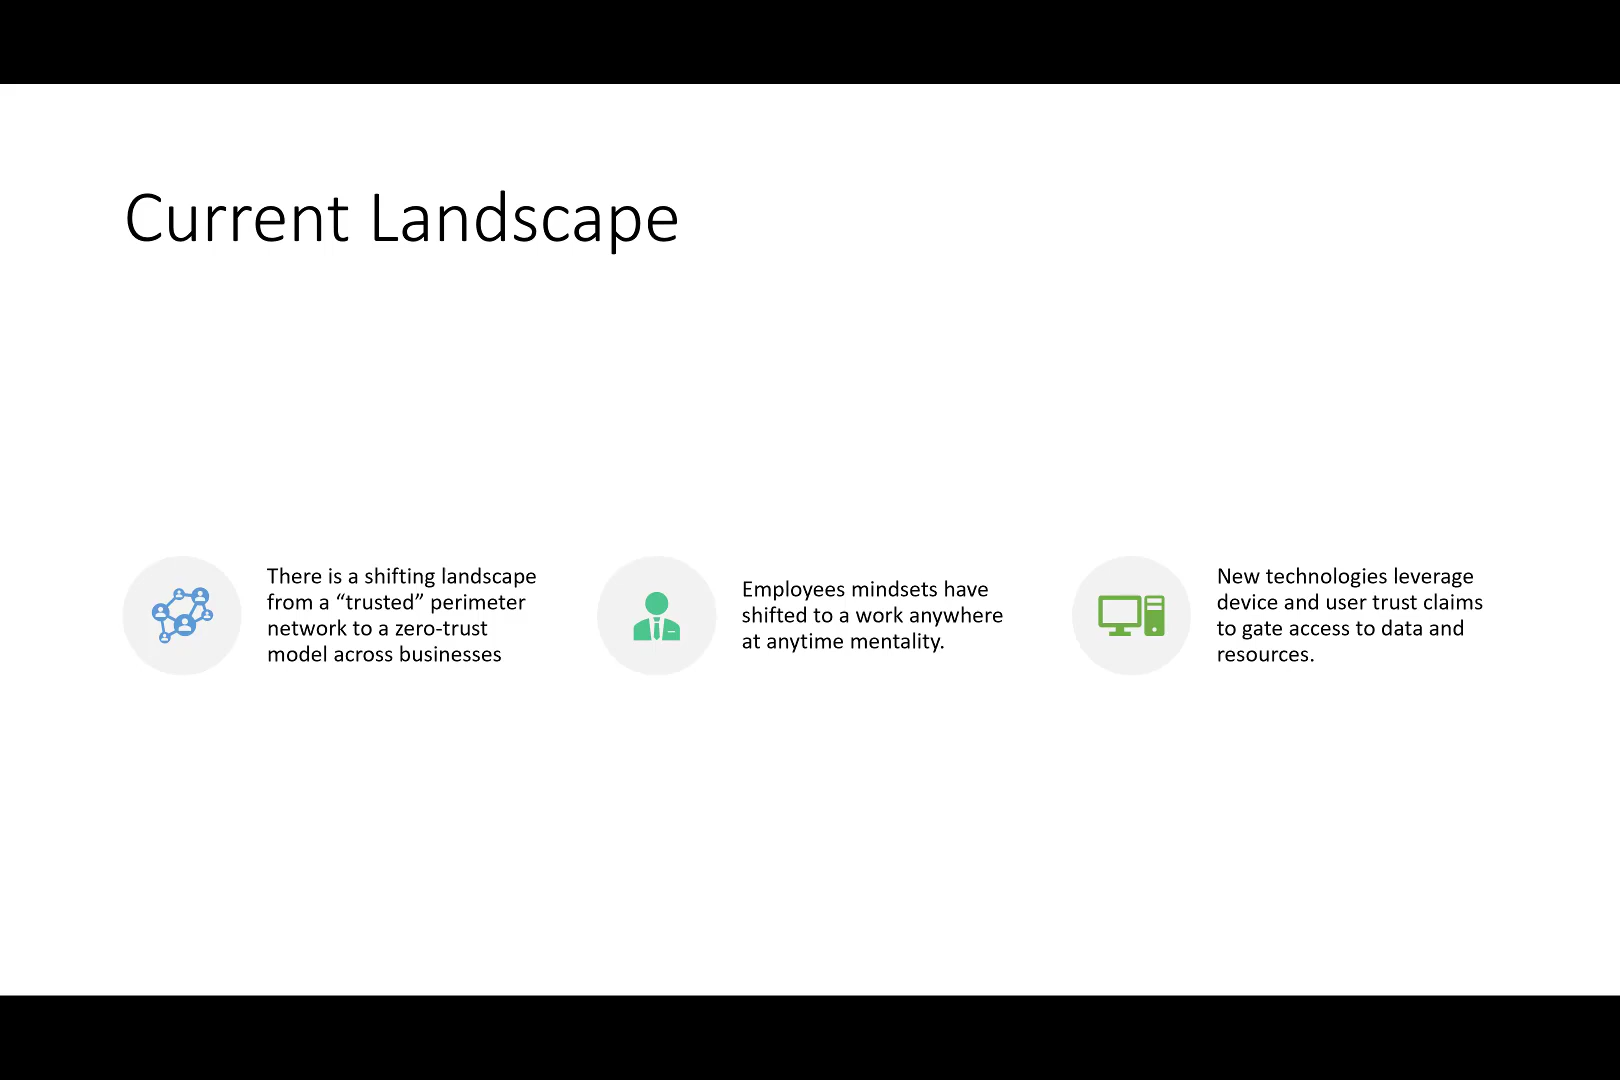 Current Landscape
There is a shifting landscape
from a “trusted” perimeter
network to a zero-trust
model across businesses
Employees mindsets have
shifted to a work anywhere
at anytime mentality.
New technologies leverage
device and user trust claims
to gate access to data and
resources.